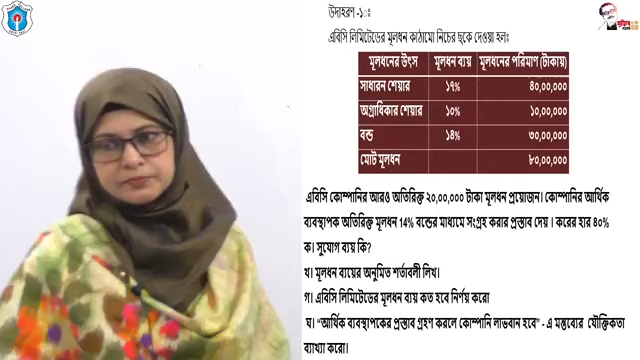 উদাহরণ -১ঃ
এবিসি লিমিটেডের মূলধন কাঠামো নিচের ছকে দেওয়া হলঃ
মূলধনের উৎস মূলধন ব্যয় মূলধনের পরিমাণ (টাকায়)
সাধারন শেয়ার ১৭% ৪০,০০,০০০
অগ্রাধিকার শেয়ার ১০% ১০,০০,০০০
বন্ড ১৪% ৩০,০০,০০০
মোট মূলধন ৮০,০০,০০০
এবিসি কোম্পানির আরও অতিরিক্ত ২০,০০,০০০ টাকা মূলধন প্রয়োজন। কোম্পানির আর্থিক
ব্যবস্থাপক অতিরিক্ত মূলধন 14% বন্ডের মাধ্যমে সংগ্রহ করার প্রস্তাব দেয়। করের হার ৪০%
ক। সুযোগ ব্যয় কি?
খ। মূলধন ব্যয়ের অনুমিত শর্তাবলী লিখ।
গ। এবিসি লিমিটেডের মূলধন ব্যয় কত হবে নির্ণয় করো
ঘ। "আর্থিক ব্যবস্থাপকের প্রস্তাব গ্রহণ করলে কোম্পানি লাভবান হবে" - এ মন্তব্যের যৌক্তিকতা
ব্যাখ্যা করো।